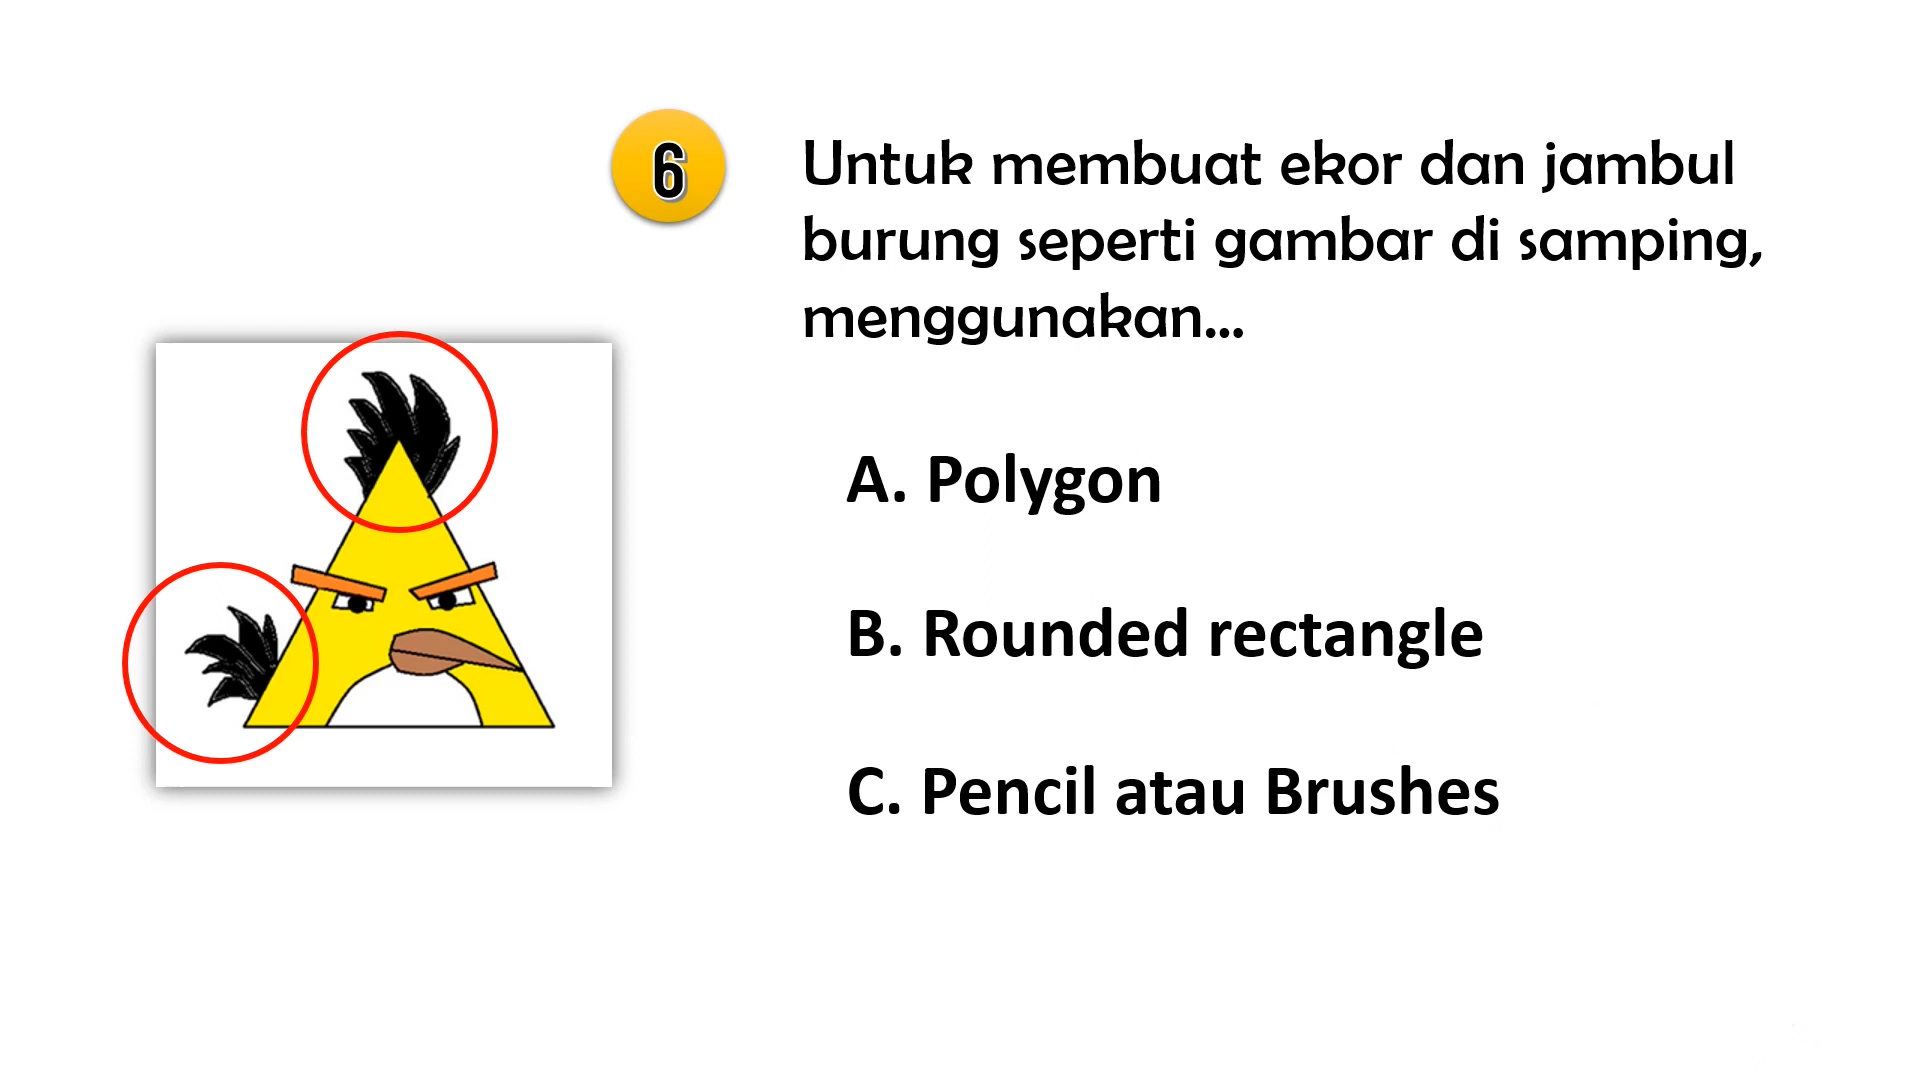 6
Untuk membuat ekor dan jambul
burung seperti gambar di samping,
menggunakan...
A. Polygon
B. Rounded rectangle
C. Pencil atau Brushes